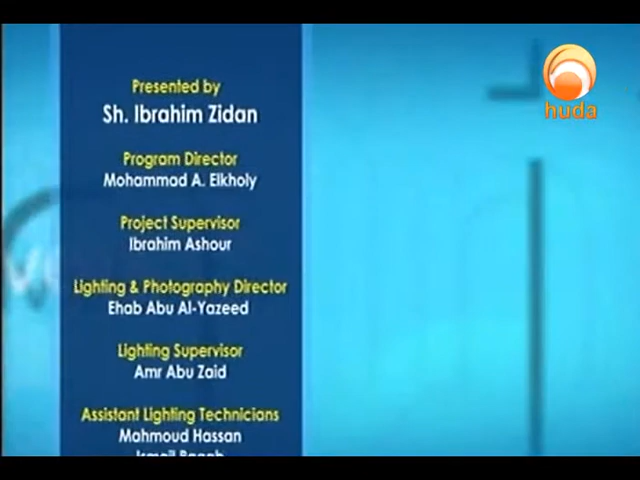 huda
Presented by
Sh. Ibrahim Zidan
Program Director
Mohammad A. Elkholy
Project Supervisor
Ibrahim Ashour
Lighting & Photography Director
Ehab Abu Al-Yazeed
Lighting Supervisor
Amr Abu Zaid
Assistant Lighting Technicians
Mahmoud Hassan